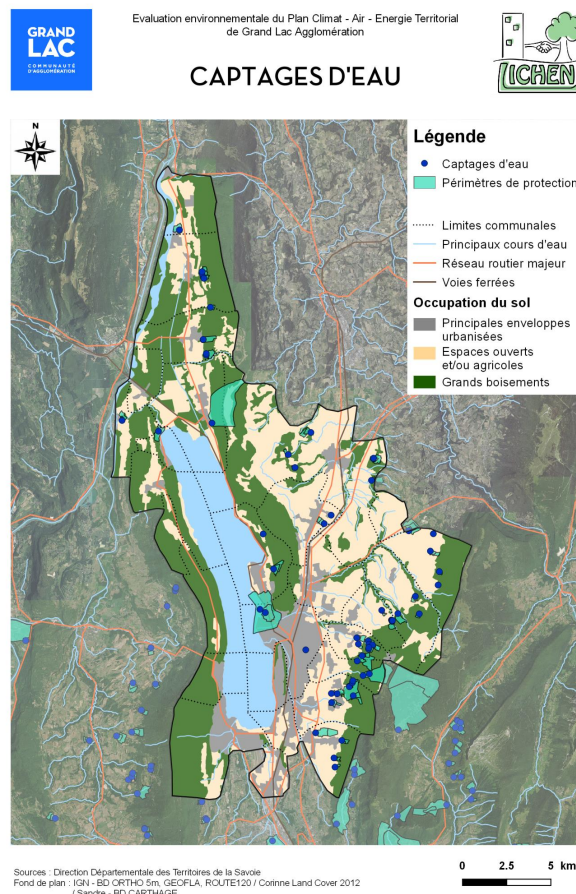 GRAND
LAC
COMMUNAUTÉ
D'AGGLOMÉRATION
Evaluation environnementale du Plan Climat - Air - Energie Territorial
de Grand Lac Agglomération
CAPTAGES D'EAU
LICHEN
N
Légende
Captages d'eau
Périmètres de protection
Limites communales
Principaux cours d'eau
Réseau routier majeur
Voies ferrées
Occupation du sol
Principales enveloppes
urbanisées
Espaces ouverts
et/ou agricoles
Grands boisements
Sources : Direction Départementale des Territoires de la Savoie
Fond de plan : IGN - BD ORTHO 5m, GEOFLA, ROUTE120 / Corinne Land Cover 2012
/ Sandre - BD CARTHAGE
0 2.5 5 km